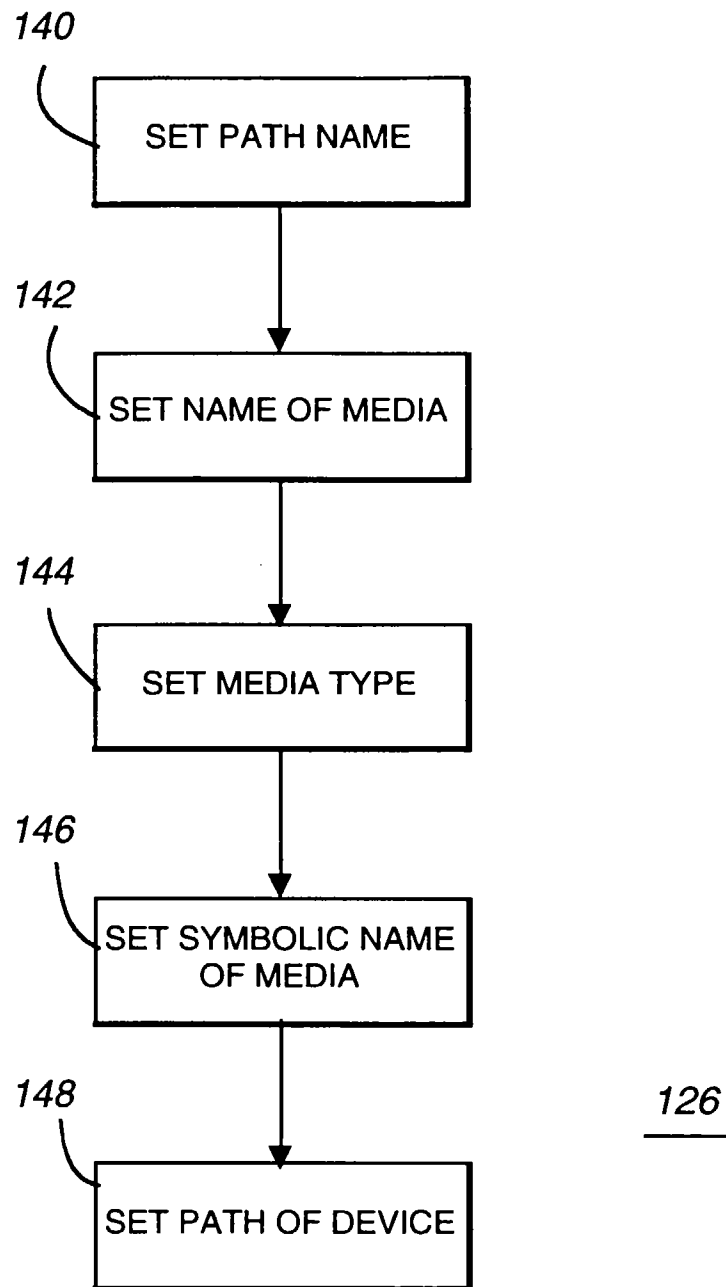 140
SET PATH NAME
142
SET NAME OF MEDIA
144
SET MEDIA TYPE
146
SET SYMBOLIC NAME
OF MEDIA
148
126
SET PATH OF DEVICE